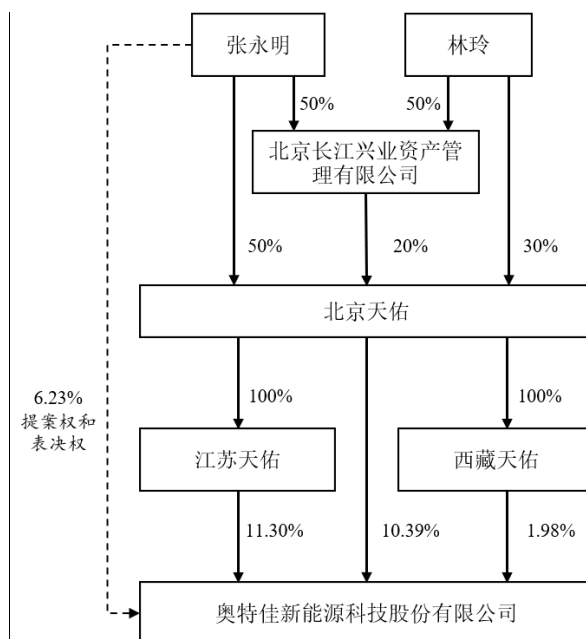 张永明
林玲
50%
50%
北京长江兴业资产管
理有限公司
50%
20%
30%
北京天佑
6.23%
提案权和
表决权
100%
100%
江苏天佑
西藏天佑
11.30%
10.39%
1.98%
奥特佳新能源科技股份有限公司